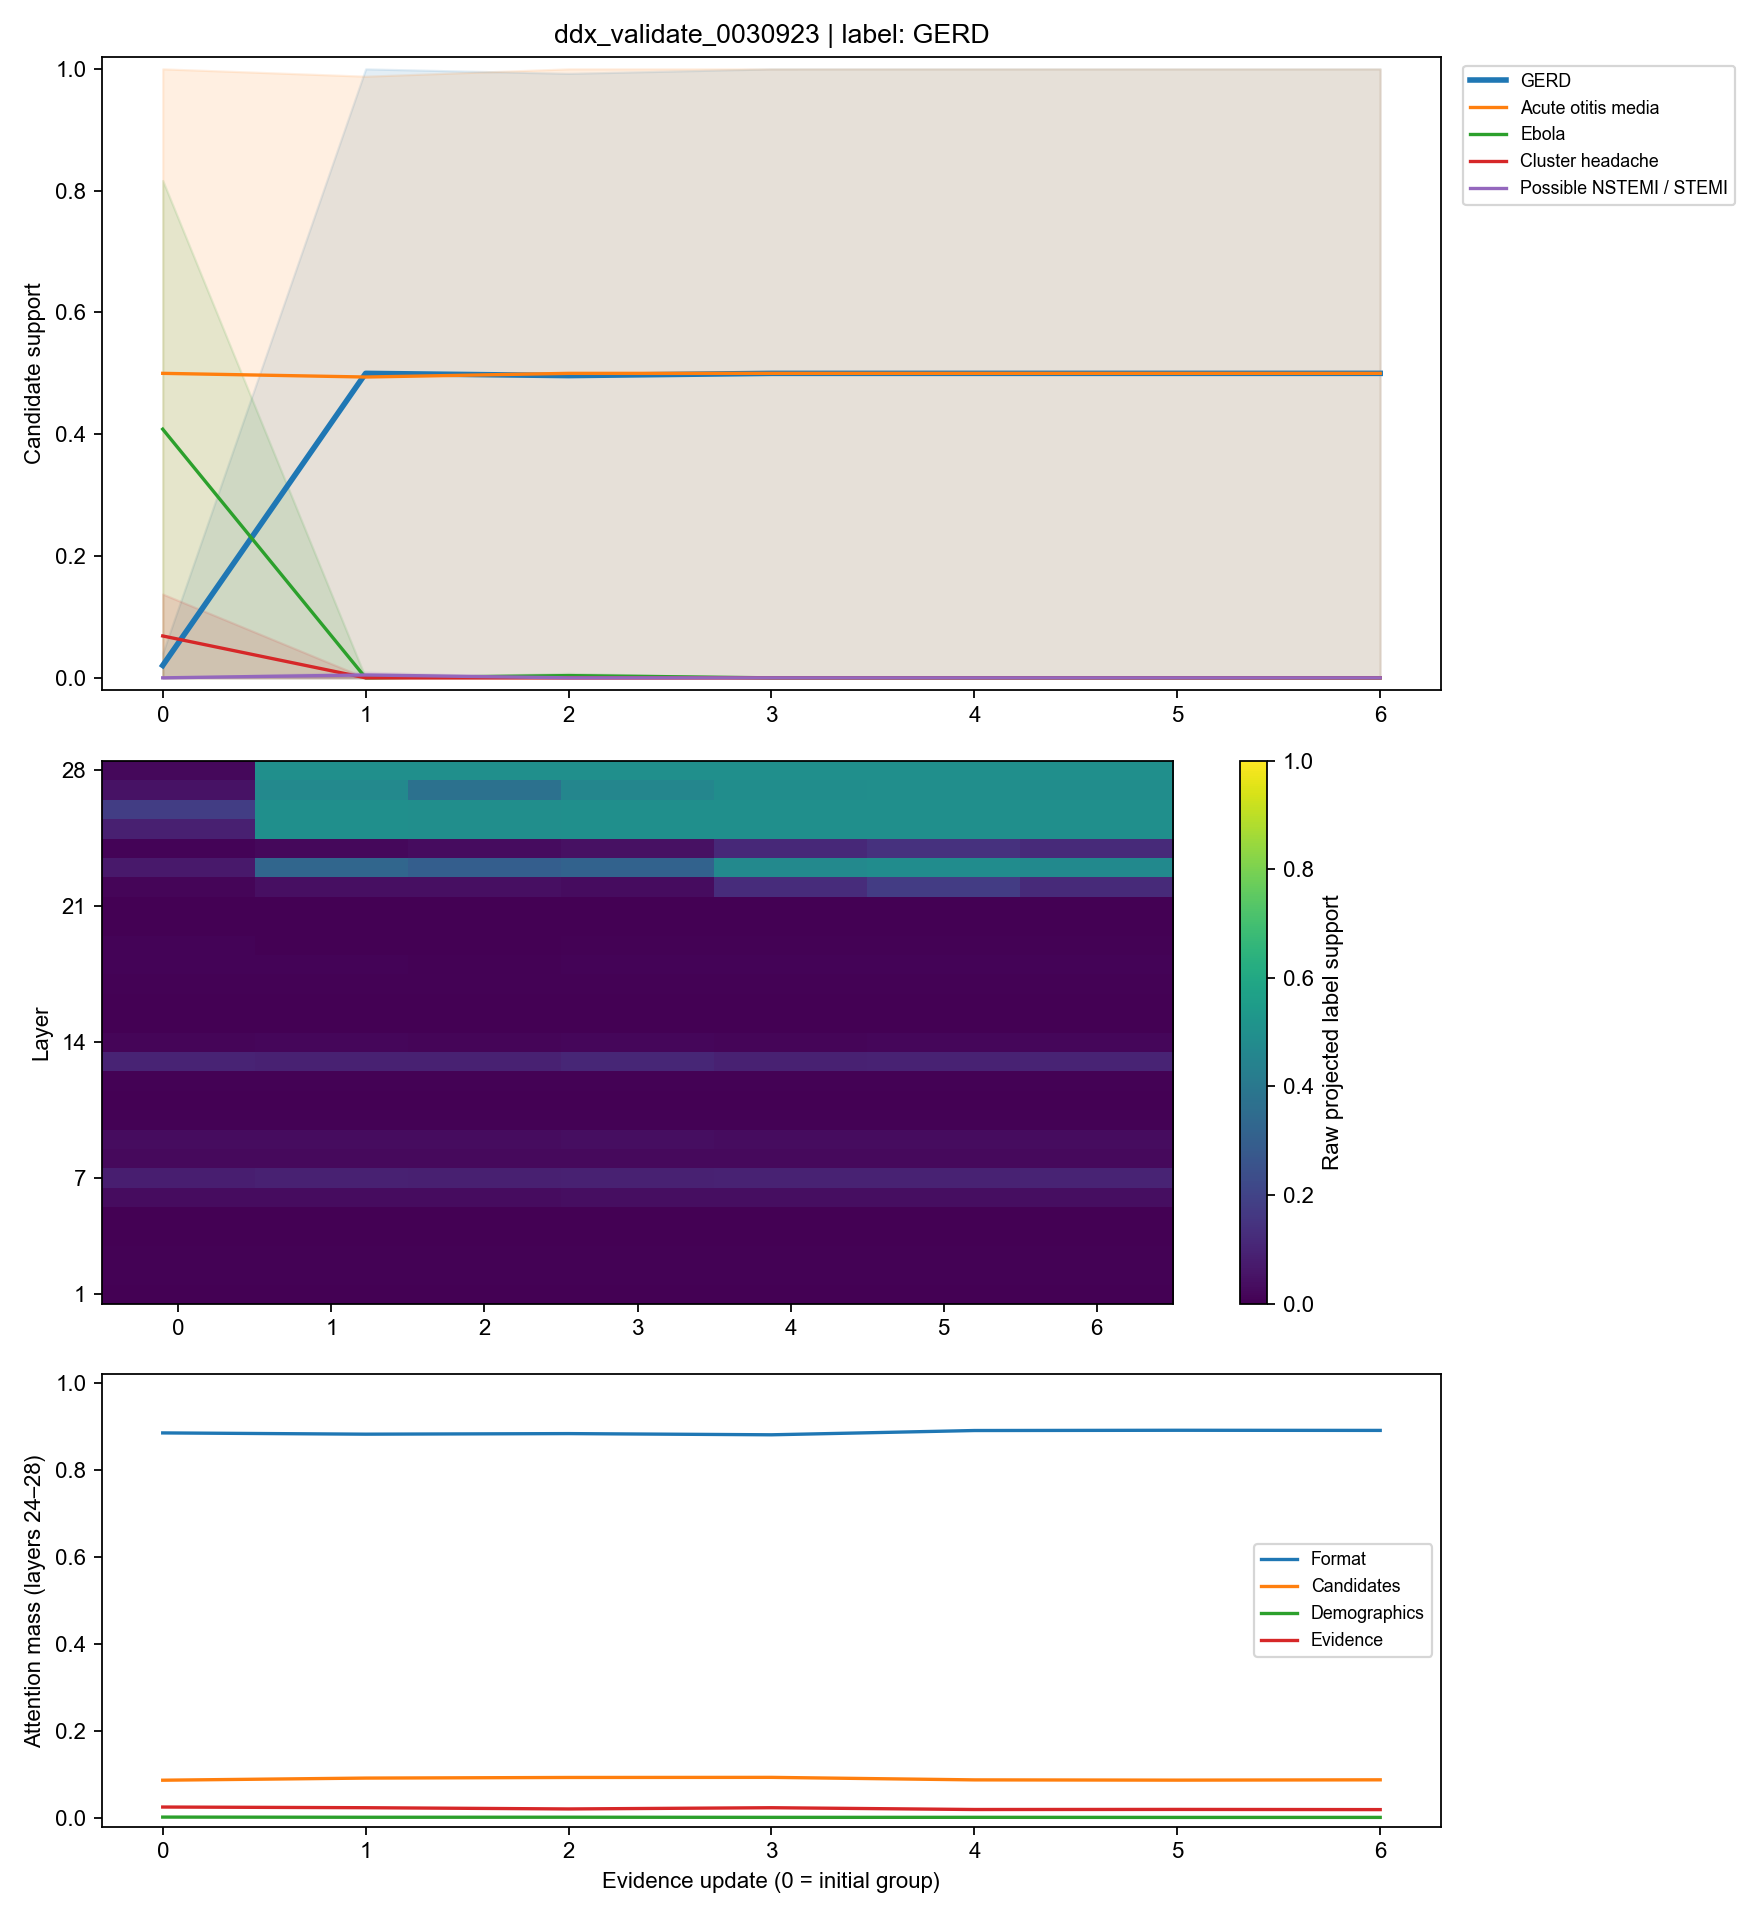 ddx_validate_0030923 | label: GERD
Candidate support
1.0
0.8
0.6
0.4
0.2
0.0
0 1 2 3 4 5 6
GERD
Acute otitis media
Ebola
Cluster headache
Possible NSTEMI / STEMI
Layer
28
21
14
7
1
0 1 2 3 4 5 6
1.0
0.8
0.6
0.4
0.2
0.0
Raw projected label support
Attention mass (layers 24–28)
1.0
0.8
0.6
0.4
0.2
0.0
Format
Candidates
Demographics
Evidence
0 1 2 3 4 5 6
Evidence update (0 = initial group)